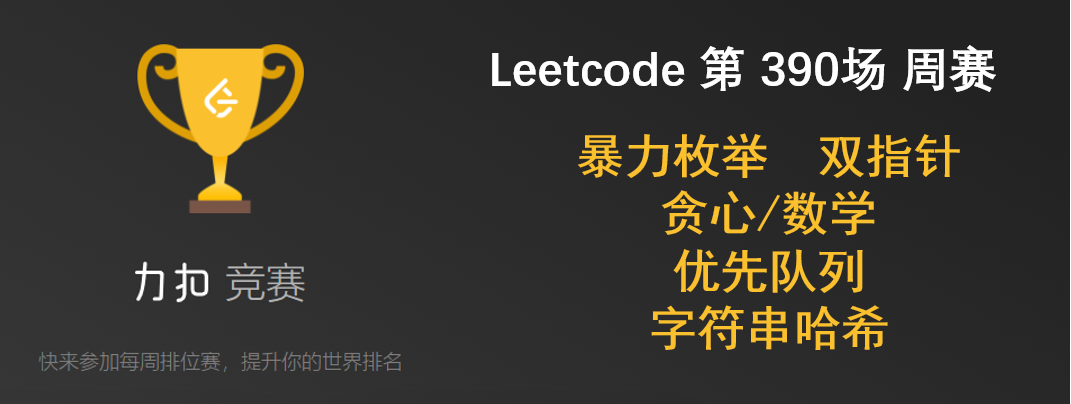 Leetcode 第 390场 周赛
暴力枚举 双指针
贪心/数学
优先队列
字符串哈希
力扣 竞赛
快来参加每周排位赛，提升你的世界排名